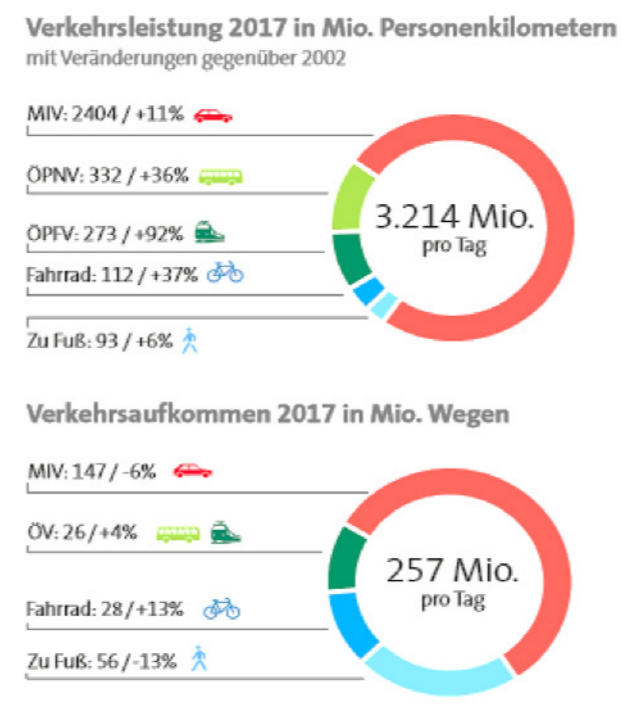 Verkehrsleistung 2017 in Mio. Personenkilometern
mit Veränderungen gegenüber 2002
MIV: 2404 / +11%
ÖPNV: 332 / +36%
ÖPFV: 273 / +92%
Fahrrad: 112 / +37%
Zu Fuß: 93 / +6%
3.214 Mio.
pro Tag
Verkehrsaufkommen 2017 in Mio. Wegen
MIV: 147 / -6%
ÖV: 26/+4%
Fahrrad: 28/+13%
Zu Fuß: 56/-13%
257 Mio.
pro Tag